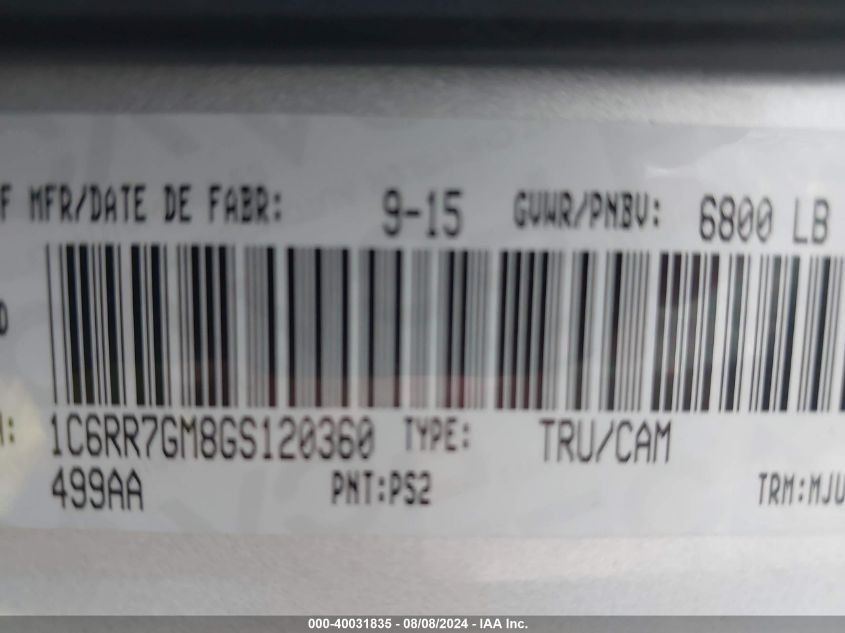 F MFR/DATE DE FABR: 9-15 GVWR/PNBV: 6800 LB
1C6RR7GM8GS120360 TYPE: TRU/CAM
499AA PNT:PS2 TRM:MJU
000-40031835 - 08/08/2024 - IAA Inc.